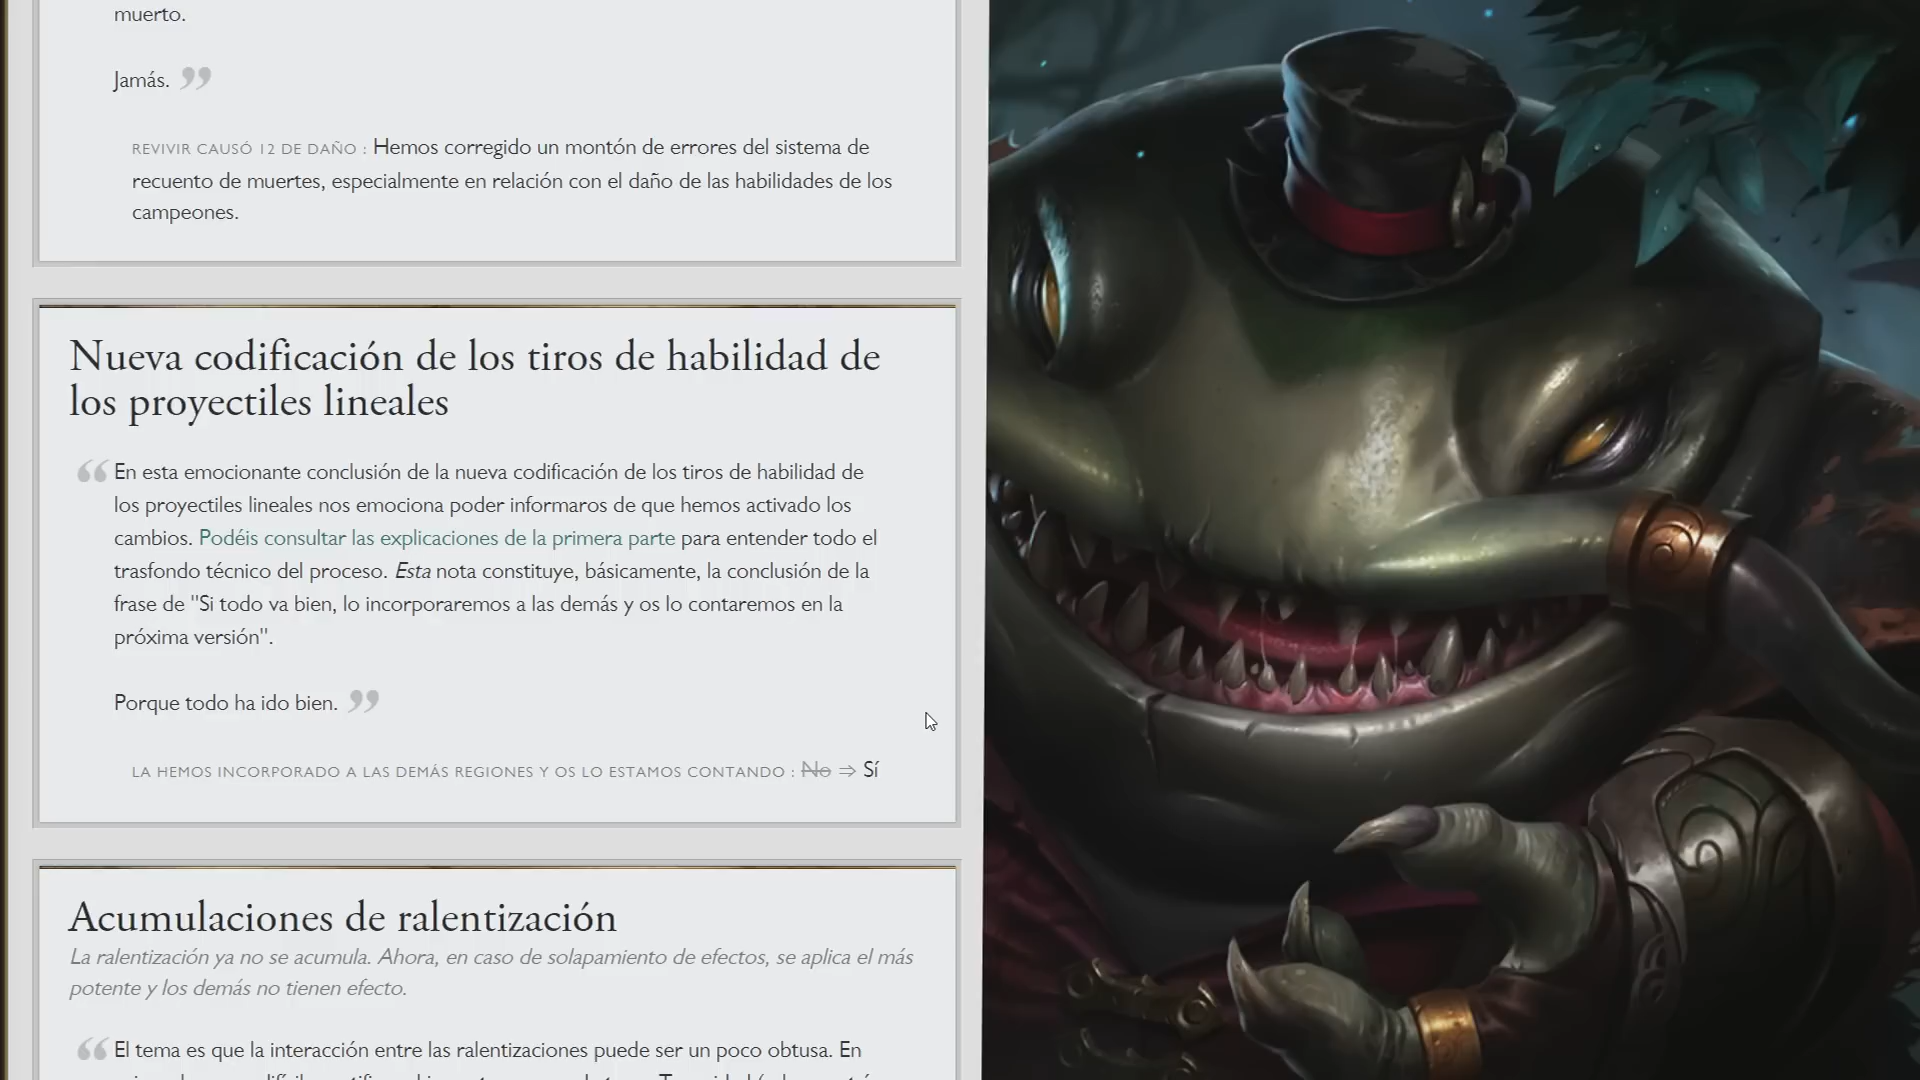 muerto.
Jamás. ”
REVIVIR CAUSÓ 12 DE DAÑO : Hemos corregido un montón de errores del sistema de
recuento de muertes, especialmente en relación con el daño de las habilidades de los
campeones.
Nueva codificación de los tiros de habilidad de
los proyectiles lineales
“ En esta emocionante conclusión de la nueva codificación de los tiros de habilidad de
los proyectiles lineales nos emociona poder informaros de que hemos activado los
cambios. Podéis consultar las explicaciones de la primera parte para entender todo el
trasfondo técnico del proceso. Esta nota constituye, básicamente, la conclusión de la
frase de "Si todo va bien, lo incorporaremos a las demás y os lo contaremos en la
próxima versión".
Porque todo ha ido bien. ”
LA HEMOS INCORPORADO A LAS DEMÁS REGIONES Y OS LO ESTAMOS CONTANDO : No ⇒ Sí
Acumulaciones de ralentización
La ralentización ya no se acumula. Ahora, en caso de solapamiento de efectos, se aplica el más
potente y los demás no tienen efecto.
“ El tema es que la interacción entre las ralentizaciones puede ser un poco obtusa. En